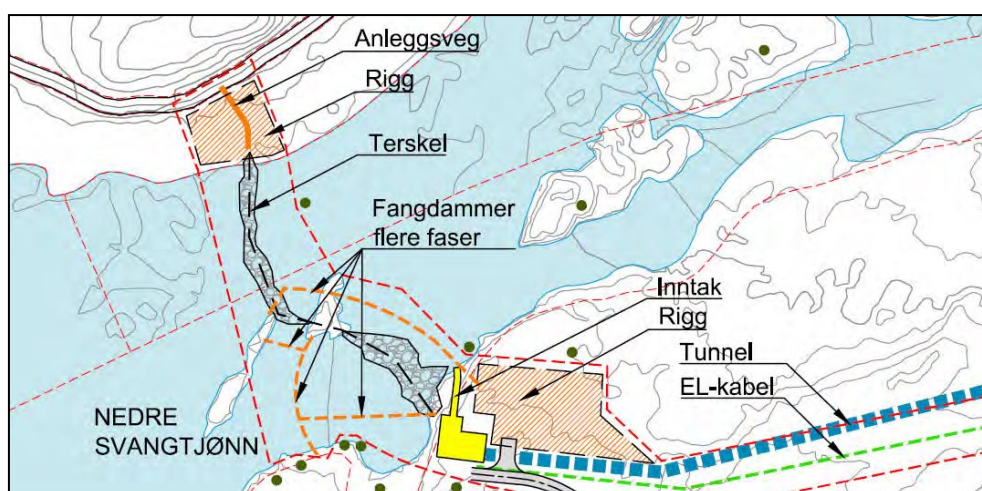 Anleggsveg
Rigg
Terskel
Fangdammer
flere faser
Inntak
Rigg
Tunnel
EL-kabel
NEDRE
SVANGTJØNN